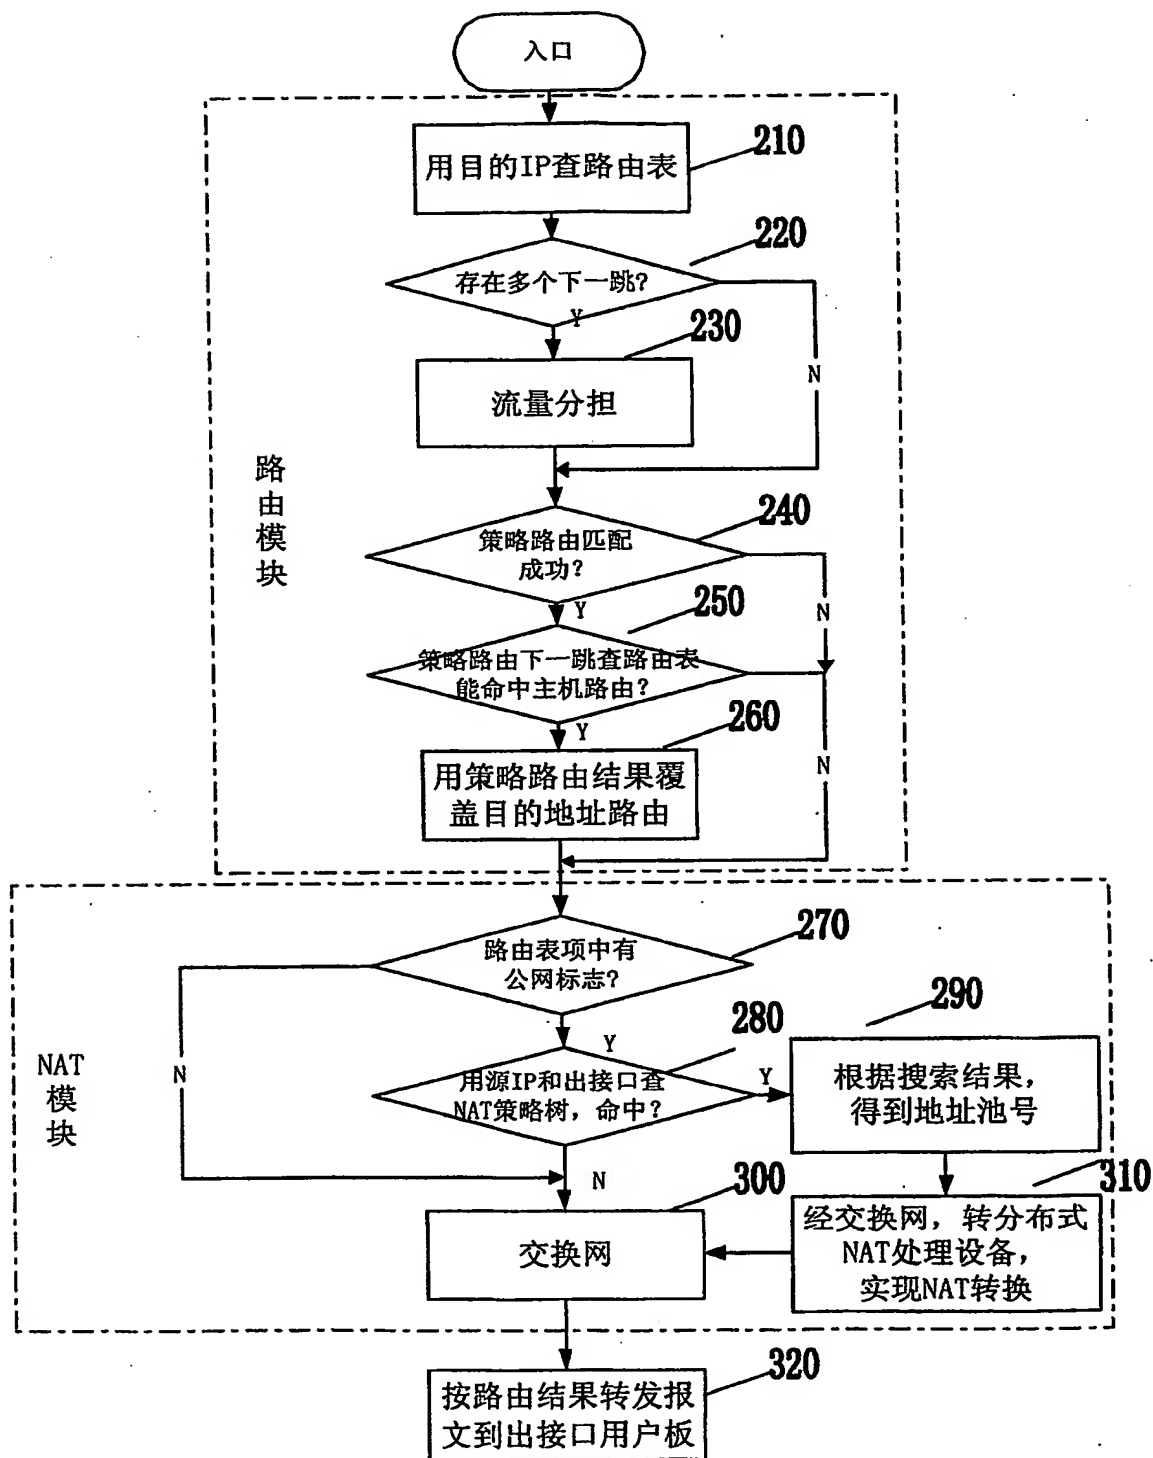 入口
用目的IP查路由表
210
存在多个下一跳?
220
Y
N
流量分担
230
路由模块
策略路由匹配
成功?
240
Y
N
策略路由下一跳查路由表
能命中主机路由?
250
Y
N
用策略路由结果覆
盖目的地址路由
260
NAT
模块
路由表项中有
公网标志?
270
Y
N
用源IP和出接口查
NAT策略树，命中?
280
Y
N
根据搜索结果，
得到地址池号
290
交换网
300
经交换网，转分布式
NAT处理设备，
实现NAT转换
310
按路由结果转发报
文到出接口用户板
320